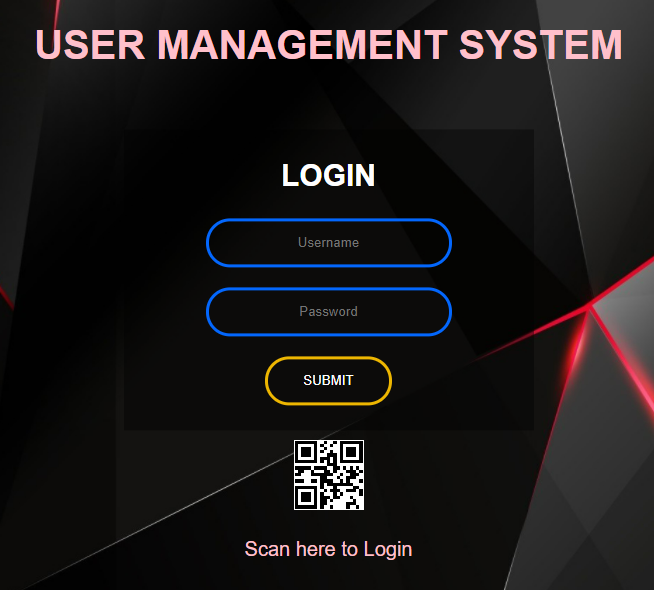 USER MANAGEMENT SYSTEM
LOGIN
Username
Password
SUBMIT
Scan here to Login